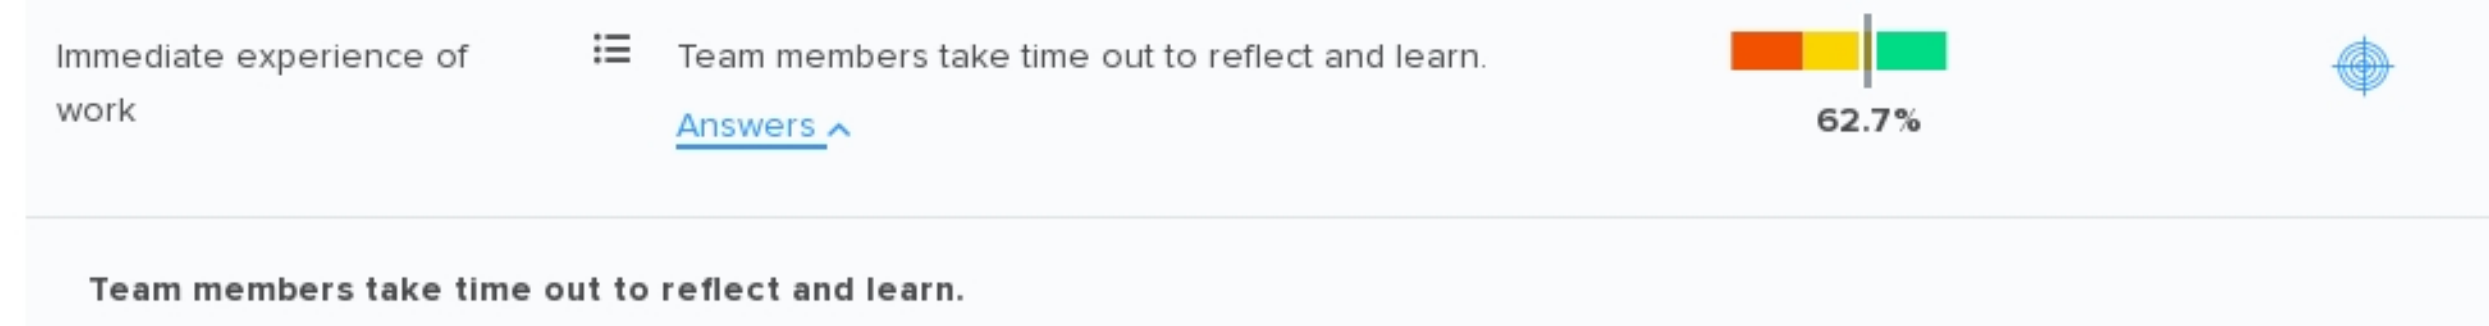 Immediate experience of
work
Team members take time out to reflect and learn.
Answers
62.7%
Team members take time out to reflect and learn.